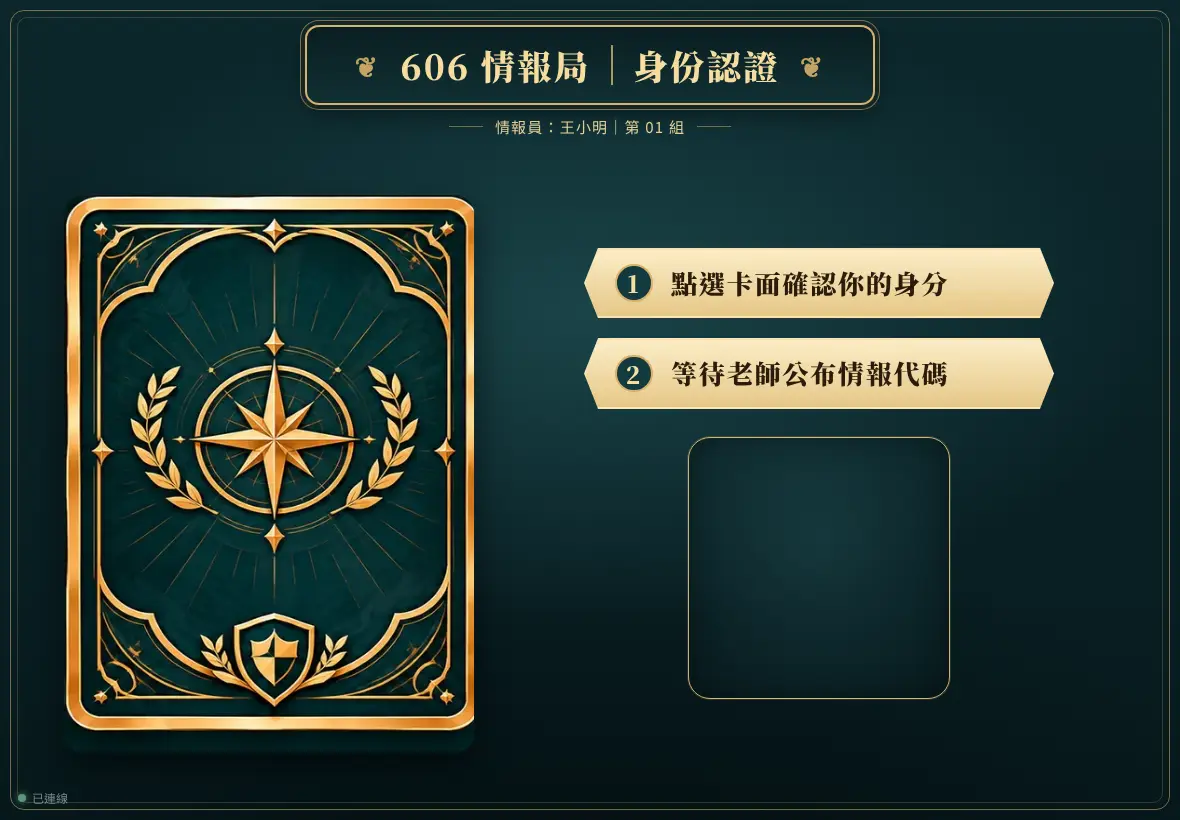 606 情報局｜身份認證
情報員：王小明｜第 01 組
1 點選卡面確認你的身分
2 等待老師公布情報代碼
已連線